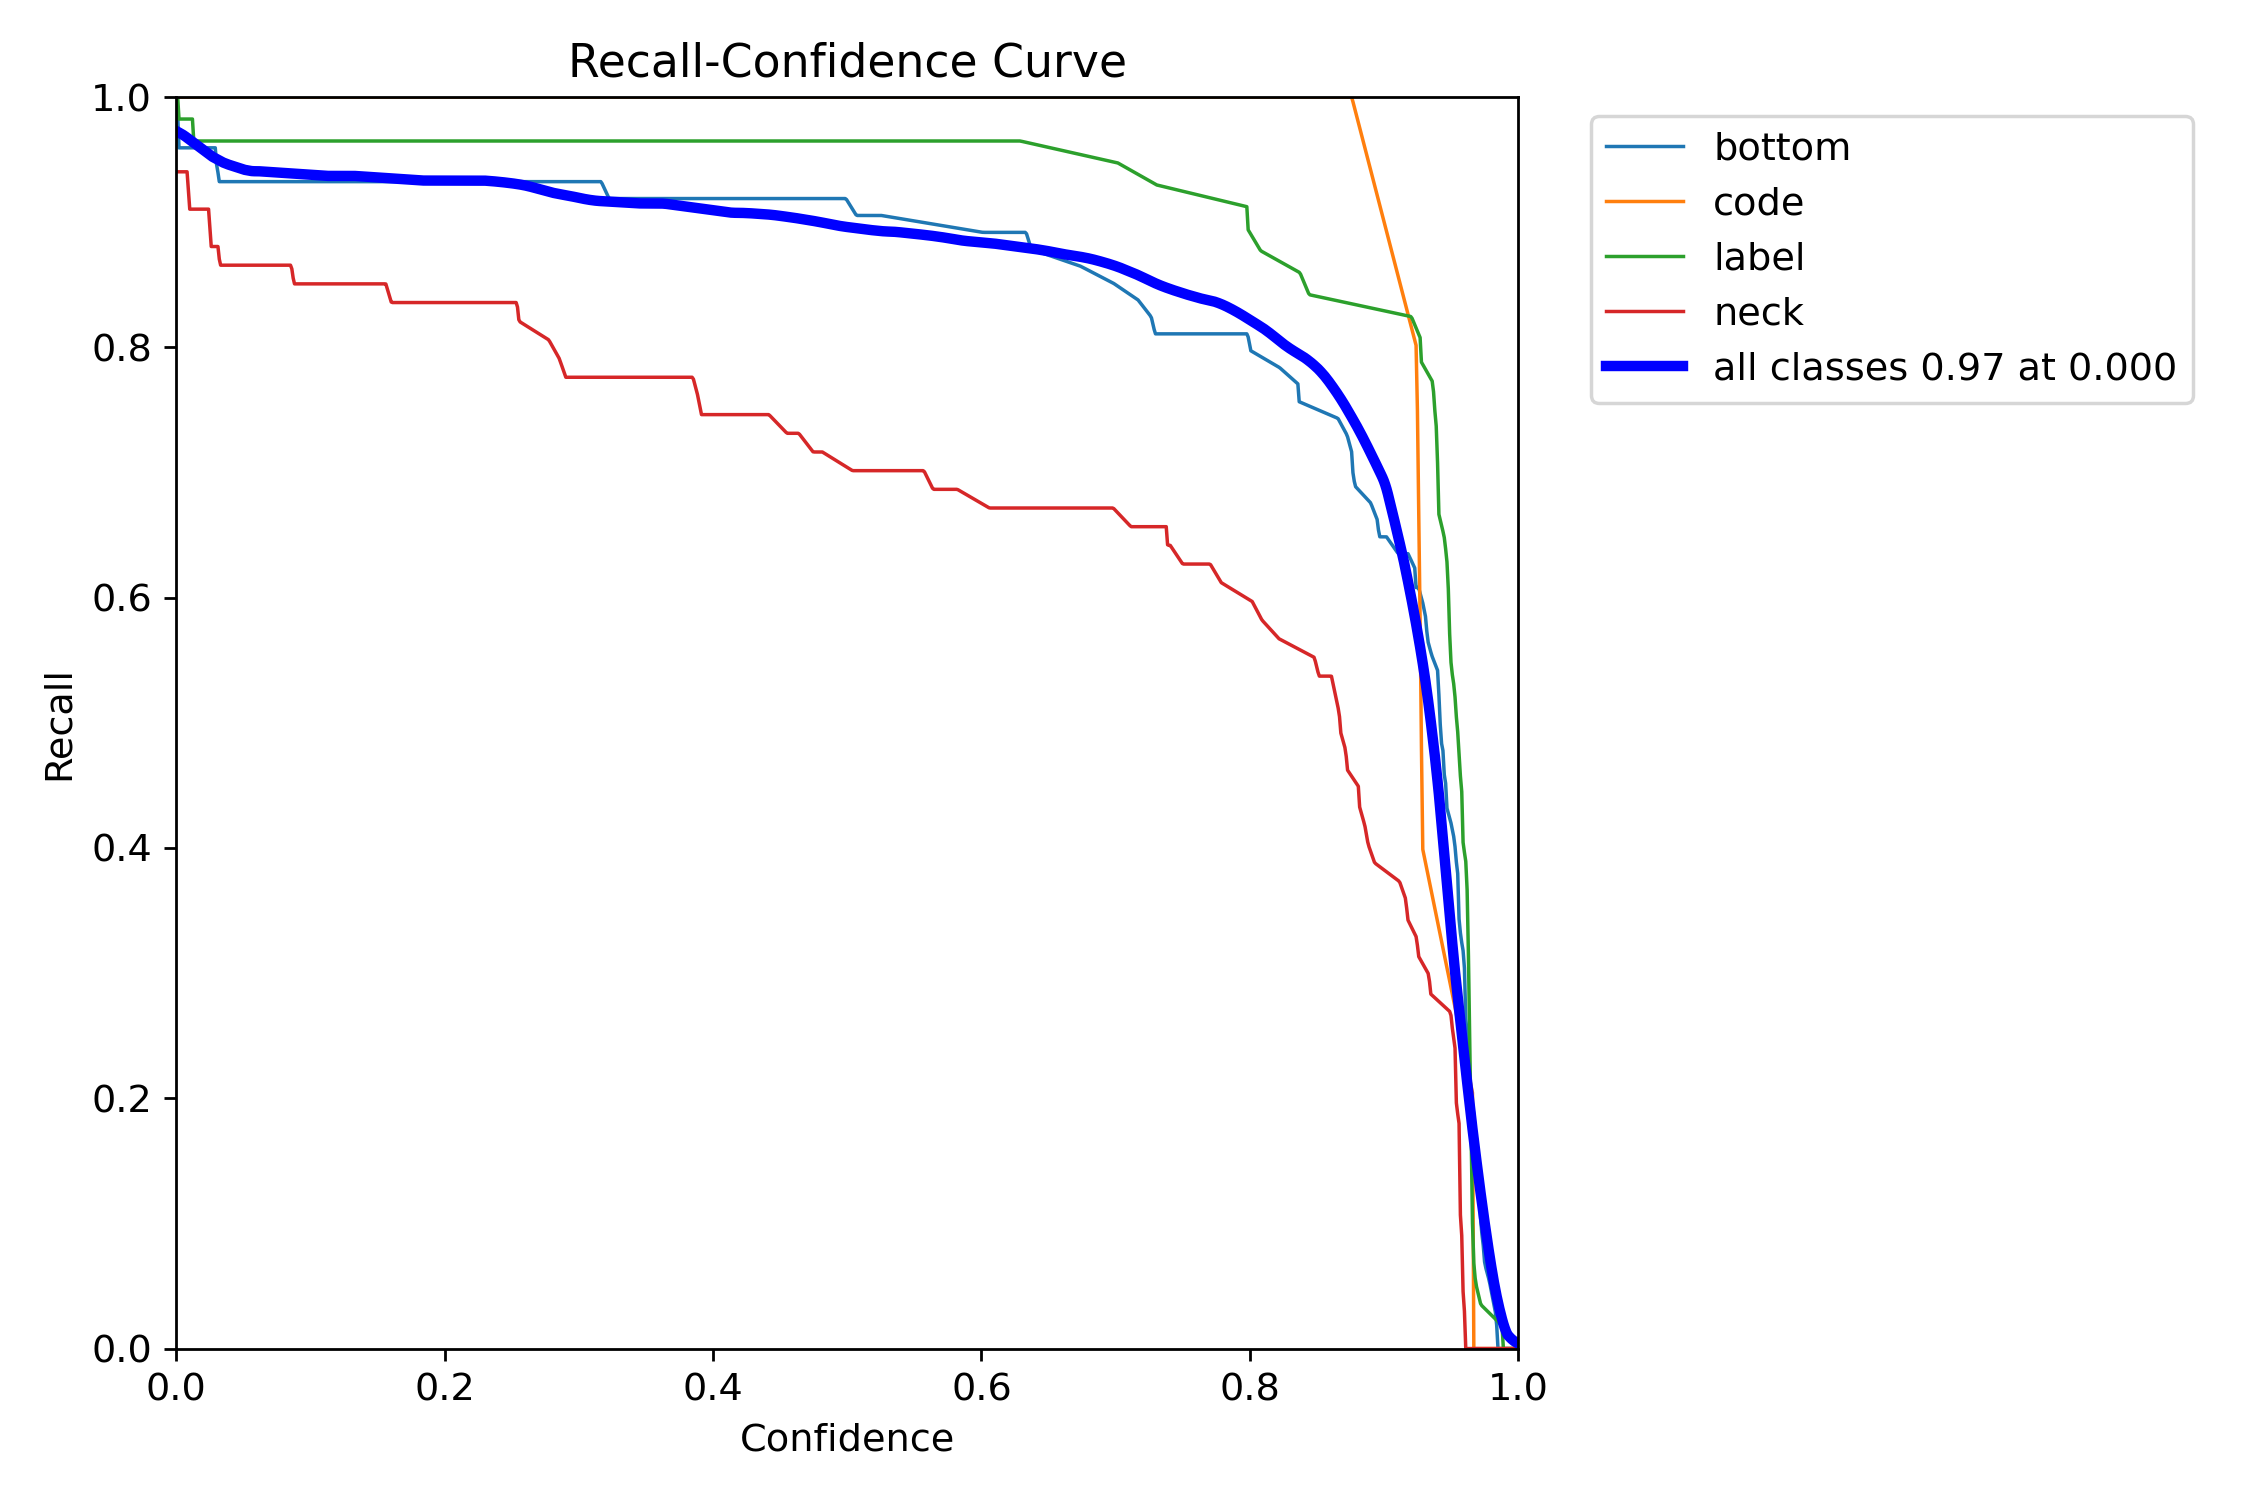 Recall-Confidence Curve
1.0
0.8
0.6
0.4
0.2
0.0
Recall
0.0 0.2 0.4 0.6 0.8 1.0
Confidence
bottom
code
label
neck
all classes 0.97 at 0.000